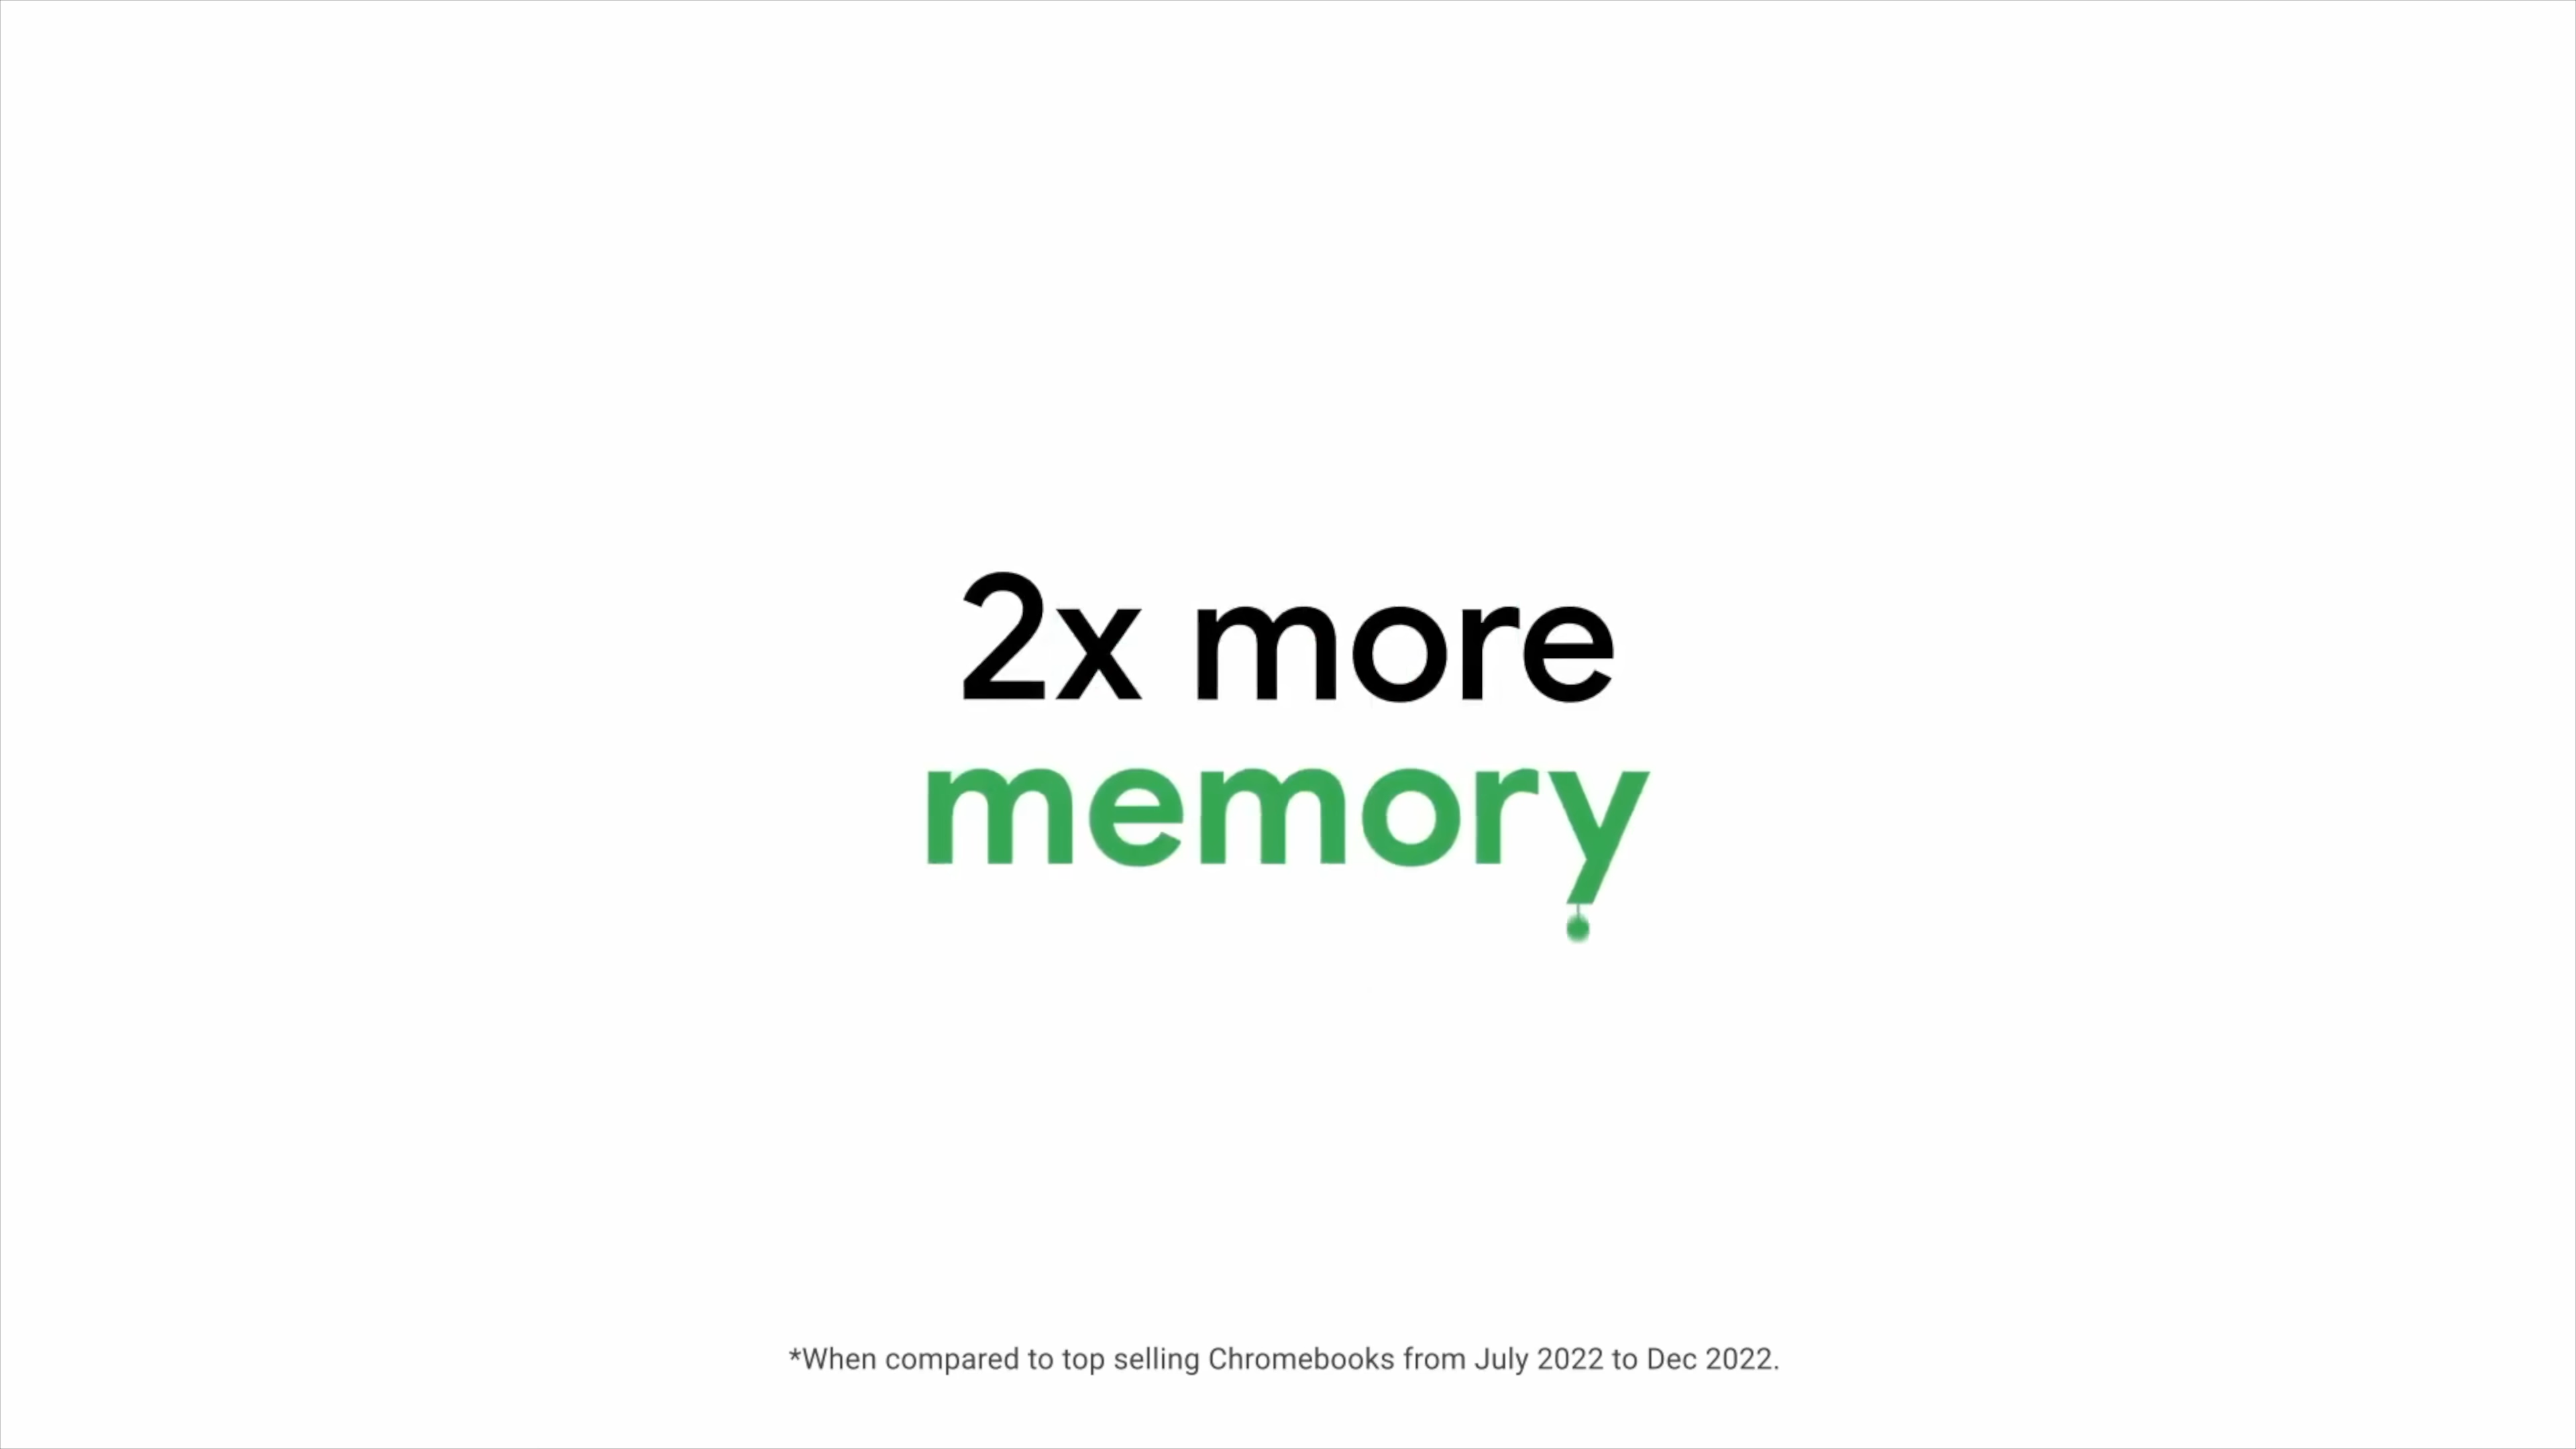 2x more
memory
*When compared to top selling Chromebooks from July 2022 to Dec 2022.